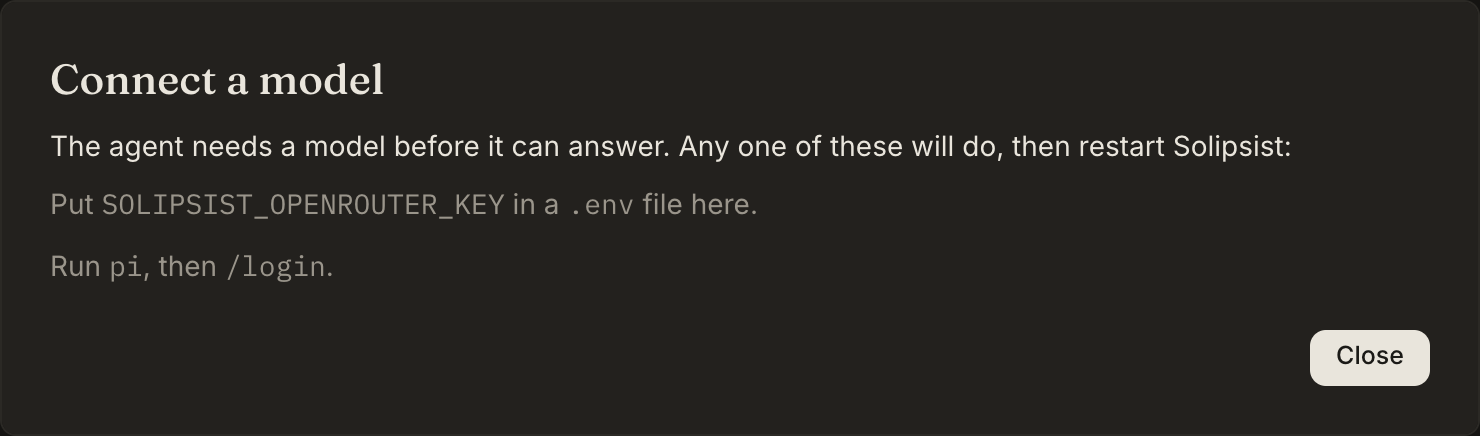 Connect a model
The agent needs a model before it can answer. Any one of these will do, then restart Solipsist:
Put SOLIPSIST_OPENROUTER_KEY in a .env file here.
Run pi, then /login.
Close